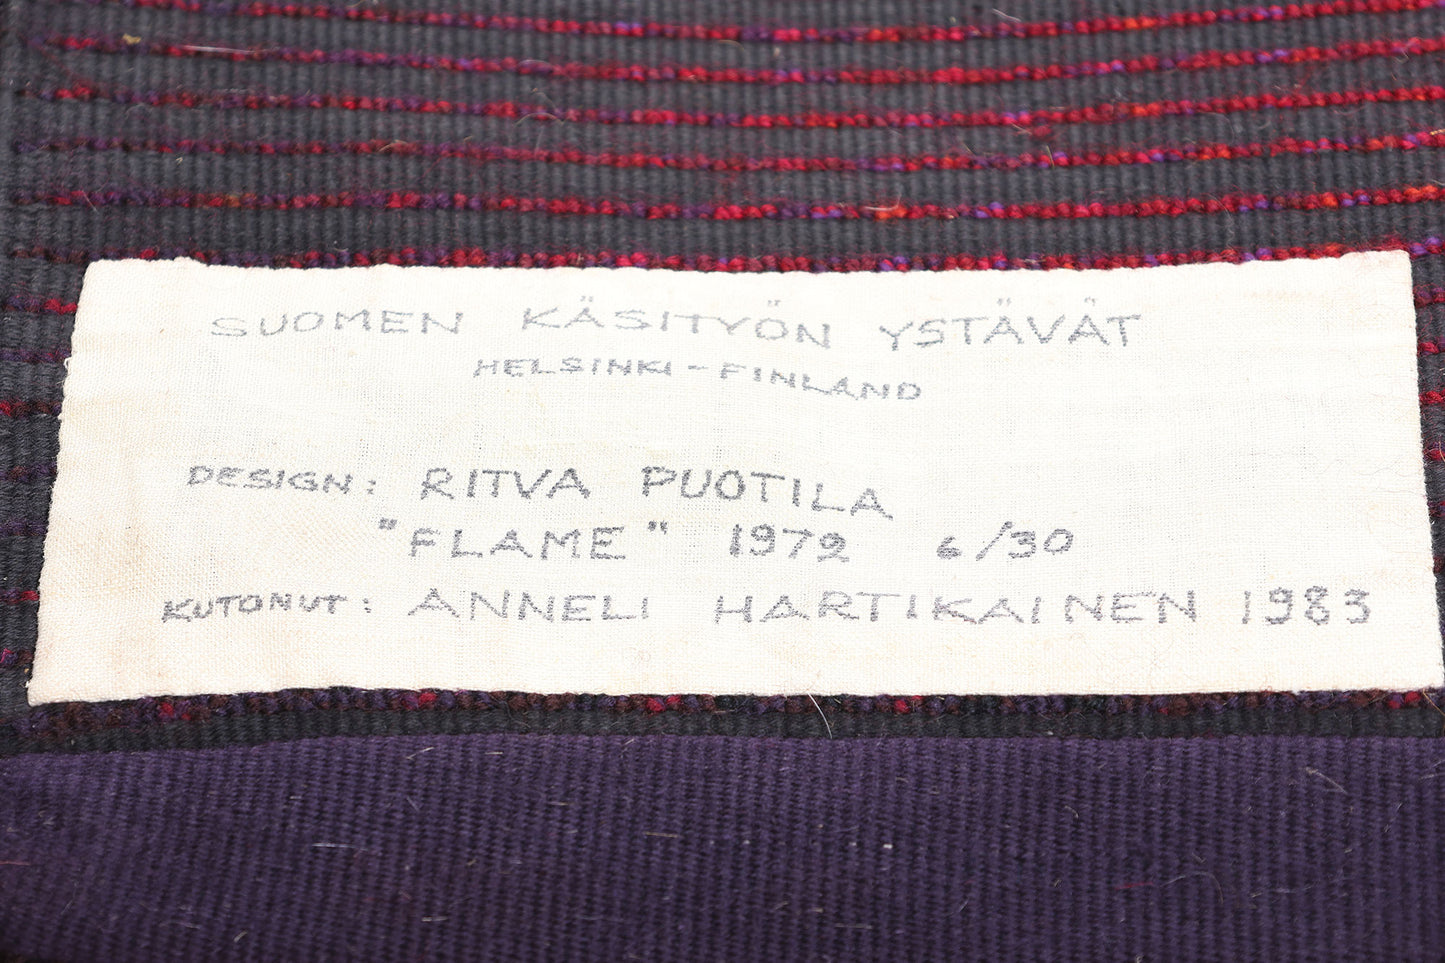 SUOMEN KÄSITYÖN YSTÄVÄT
HELSINKI-FINLAND
DESIGN: RITVA PUOTILA
"FLAME" 1972 6/30
KUTONUT: ANNELI HARTIKAINEN 1983